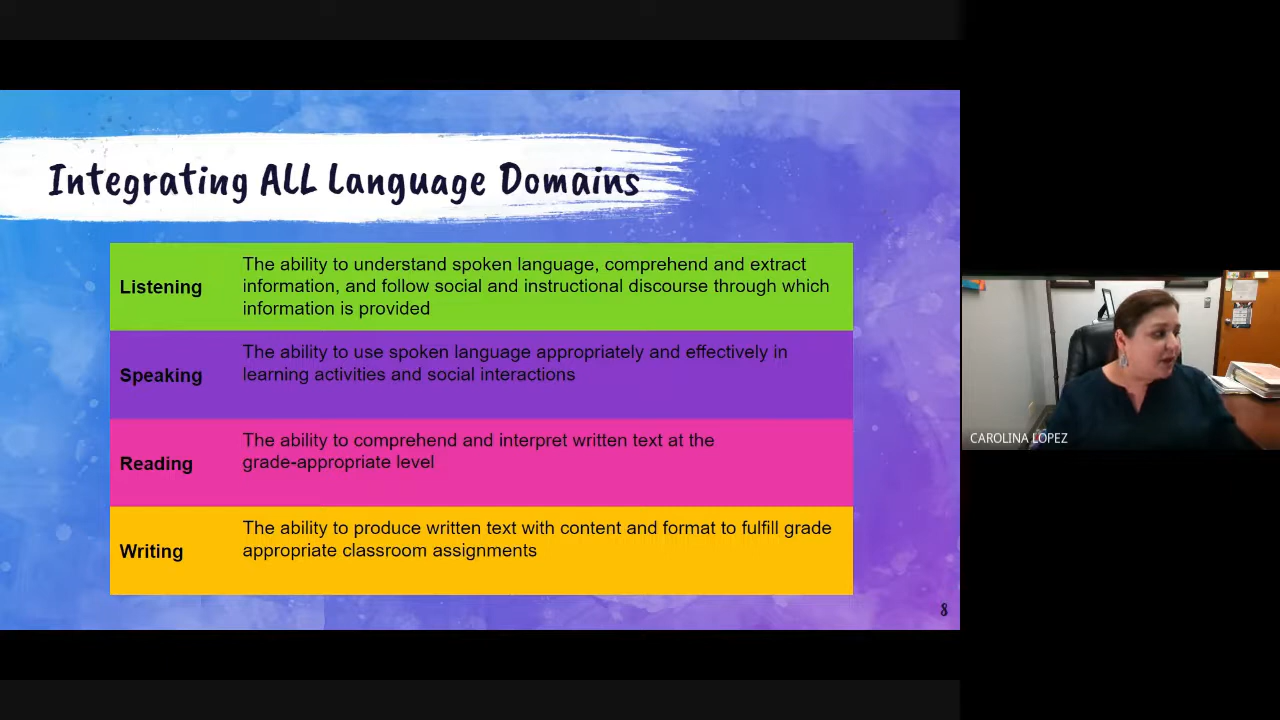 Integrating ALL Language Domains
Listening
The ability to understand spoken language, comprehend and extract
information, and follow social and instructional discourse through which
information is provided
Speaking
The ability to use spoken language appropriately and effectively in
learning activities and social interactions
Reading
The ability to comprehend and interpret written text at the
grade-appropriate level
Writing
The ability to produce written text with content and format to fulfill grade
appropriate classroom assignments
8
CAROLINA LOPEZ